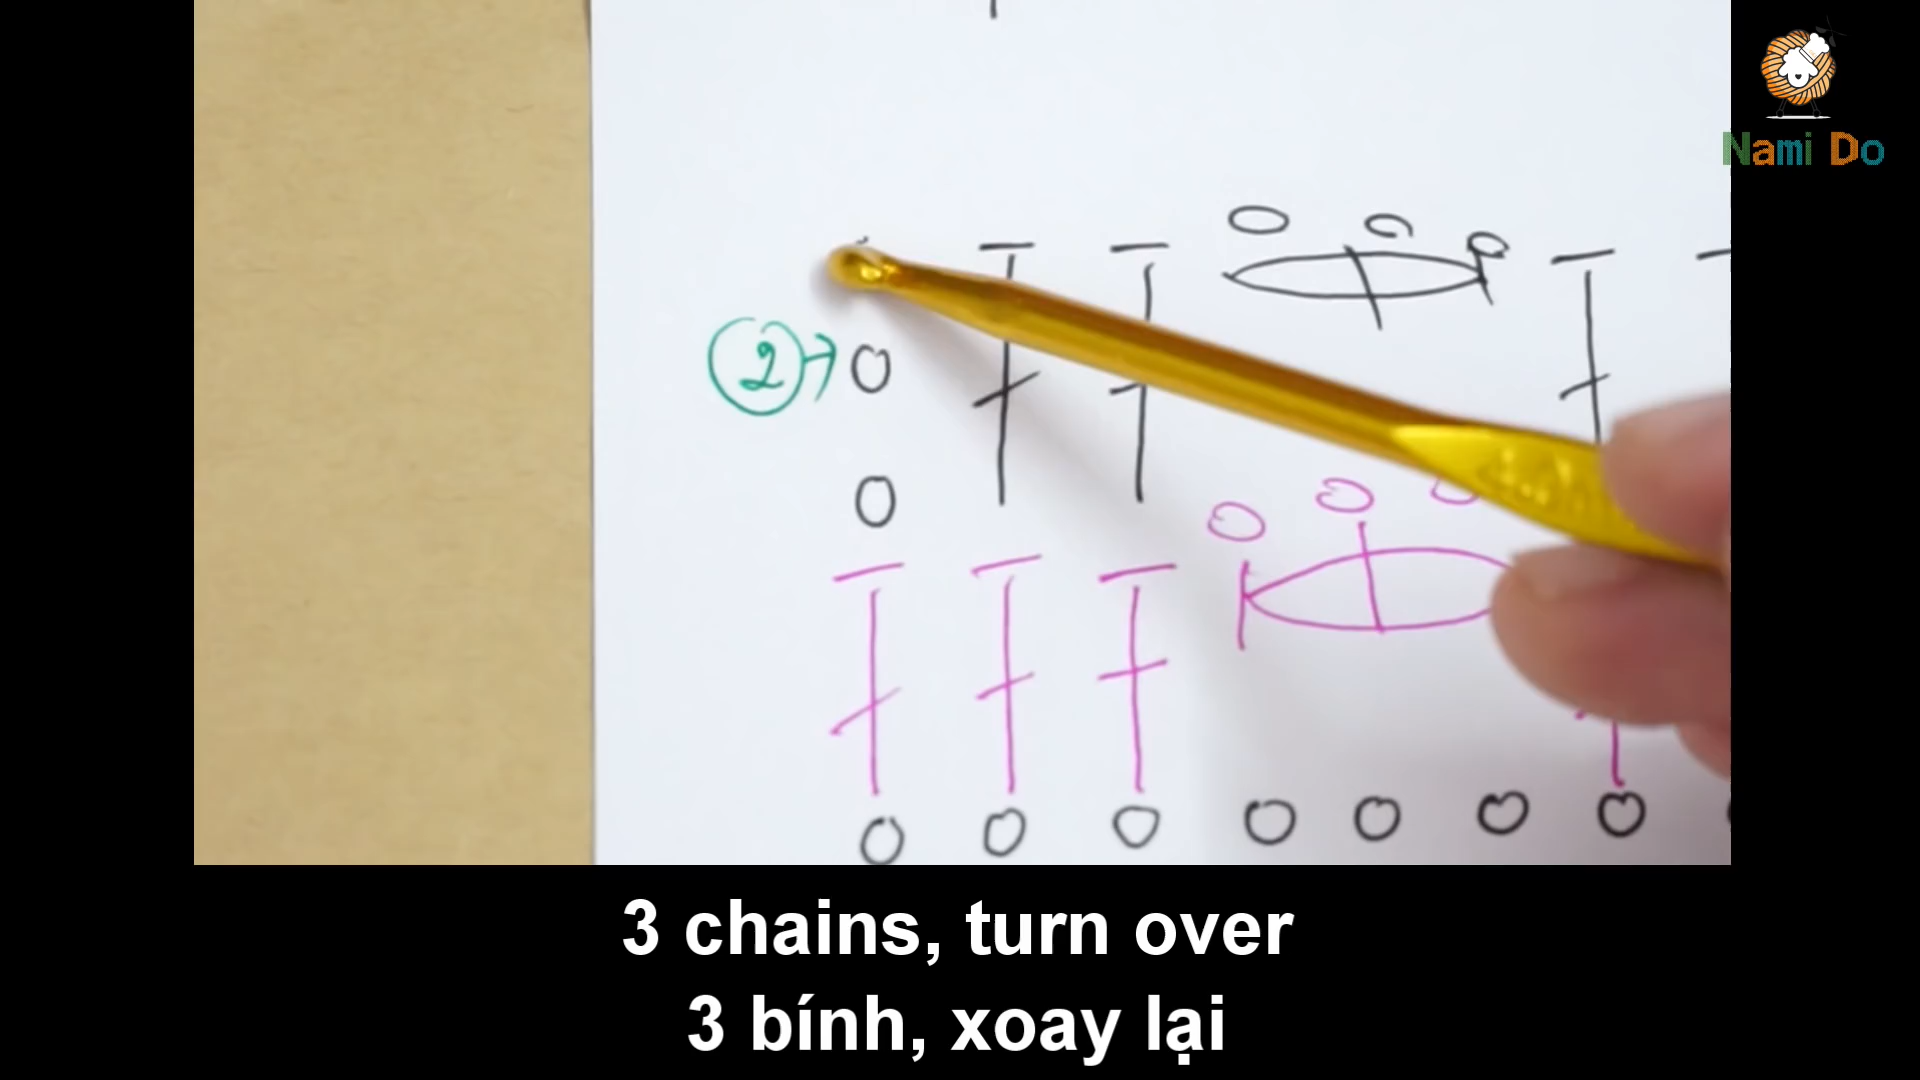 Nami Do
2
3 chains, turn over
3 bính, xoay lại